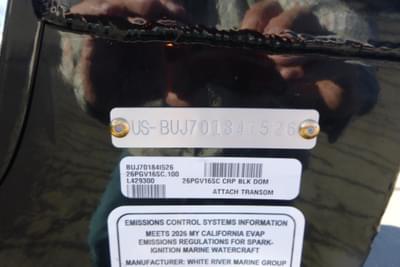 US-BUJ70184I526
BUJ70184I526
26PGV16SC.100
L429300 26PGV16SC CRP BLK DOM
ATTACH TRANSOM
EMISSIONS CONTROL SYSTEMS INFORMATION
MEETS 2026 MY CALIFORNIA EVAP
EMISSIONS REGULATIONS FOR SPARK-
IGNITION MARINE WATERCRAFT
MANUFACTURER: WHITE RIVER MARINE GROUP